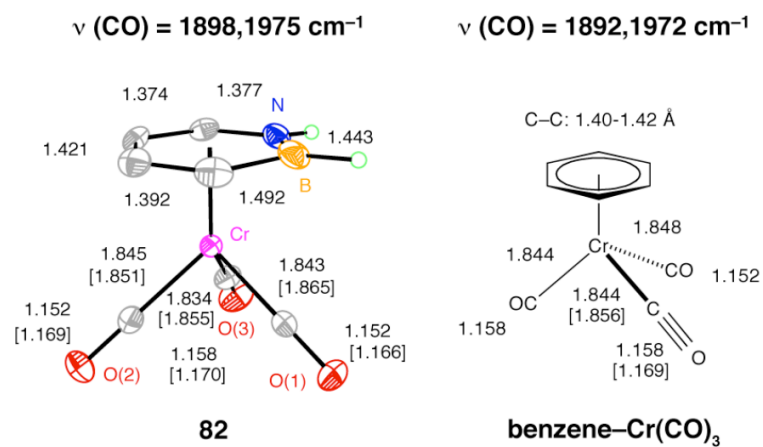 ν (CO) = 1898,1975 cm⁻¹
ν (CO) = 1892,1972 cm⁻¹
1.374
1.377
N
1.443
1.421
B
1.392
1.492
Cr
1.845
[1.851]
1.843
[1.865]
1.834
[1.855]
1.152
[1.169]
O(3)
1.152
[1.166]
1.158
[1.170]
O(2)
O(1)
82
C–C: 1.40-1.42 Å
1.848
1.844
Cr
CO
1.152
OC
1.844
[1.856]
C
1.158
1.158
[1.169]
O
benzene–Cr(CO)₃